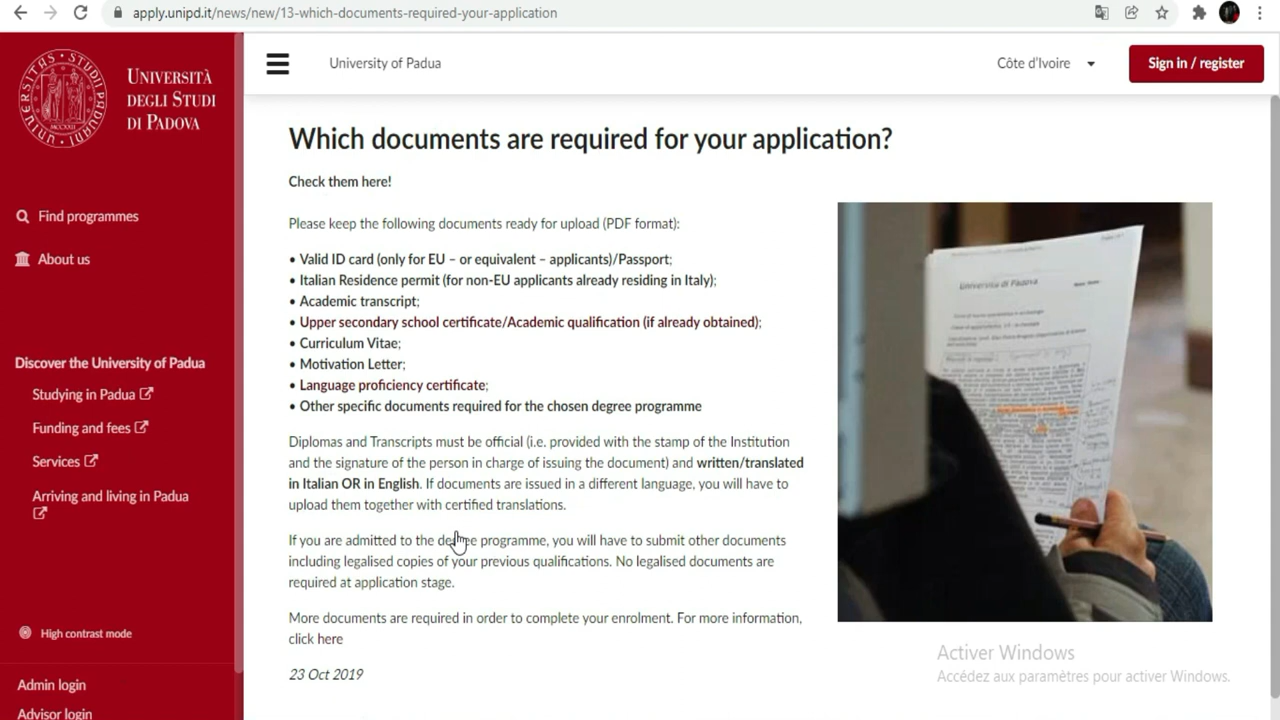 apply.unipd.it/news/new/13-which-documents-required-your-application
UNIVERSITÀ
DEGLI STUDI
DI PADOVA
University of Padua
Côte d'Ivoire
Sign in / register
Find programmes
About us
Discover the University of Padua
Studying in Padua
Funding and fees
Services
Arriving and living in Padua
High contrast mode
Admin login
Advisor login
Which documents are required for your application?
Check them here!
Please keep the following documents ready for upload (PDF format):
• Valid ID card (only for EU – or equivalent – applicants)/Passport;
• Italian Residence permit (for non-EU applicants already residing in Italy);
• Academic transcript;
• Upper secondary school certificate/Academic qualification (if already obtained);
• Curriculum Vitae;
• Motivation Letter;
• Language proficiency certificate;
• Other specific documents required for the chosen degree programme
Diplomas and Transcripts must be official (i.e. provided with the stamp of the Institution
and the signature of the person in charge of issuing the document) and written/translated
in Italian OR in English. If documents are issued in a different language, you will have to
upload them together with certified translations.
If you are admitted to the degree programme, you will have to submit other documents
including legalised copies of your previous qualifications. No legalised documents are
required at application stage.
More documents are required in order to complete your enrolment. For more information,
click here
23 Oct 2019
Università di Padova
Activer Windows
Accédez aux paramètres pour activer Windows.